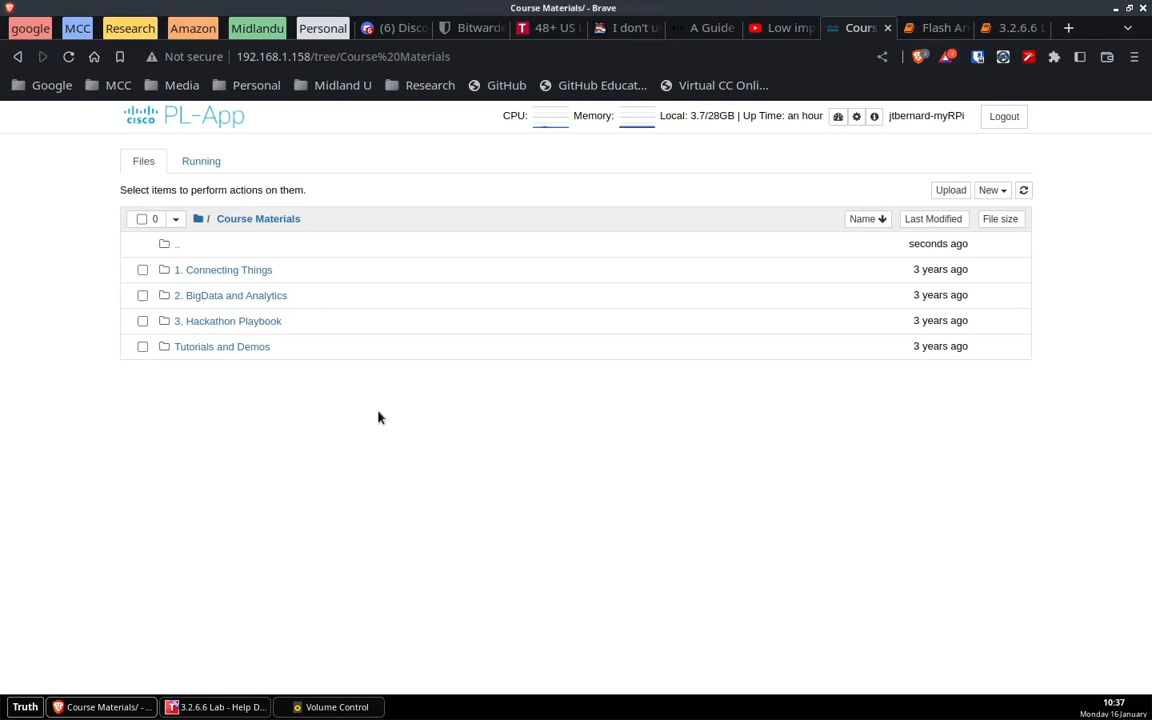 Course Materials/ - Brave
google MCC Research Amazon Midlandu Personal (6) Disco Bitwarde 48+ US I don't u A Guide Low imp Cours Flash Ar 3.2.6.6 L
Not secure 192.168.1.158/tree/Course%20Materials
Google MCC Media Personal Midland U Research GitHub GitHub Educat... Virtual CC Onli...
cisco PL-App CPU: Memory: Local: 3.7/28GB | Up Time: an hour jtbernard-myRPi Logout
Files Running
Select items to perform actions on them. Upload New
0 / Course Materials Name Last Modified File size
.. seconds ago
1. Connecting Things 3 years ago
2. BigData and Analytics 3 years ago
3. Hackathon Playbook 3 years ago
Tutorials and Demos 3 years ago
Truth Course Materials/ - ... 3.2.6.6 Lab - Help D... Volume Control 10:37
Monday 16 January